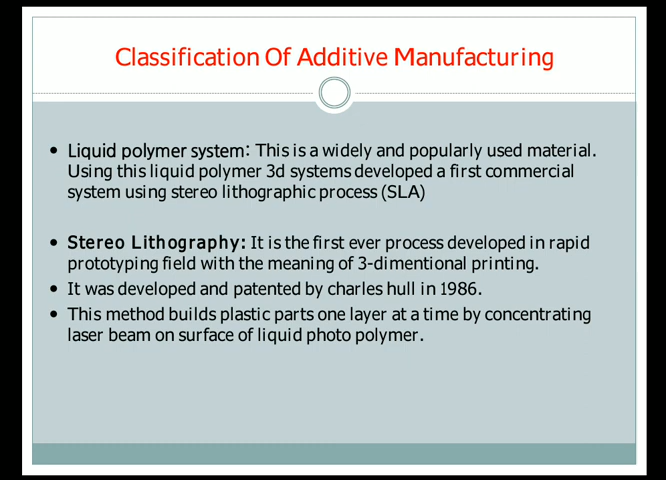 Classification Of Additive Manufacturing
• Liquid polymer system: This is a widely and popularly used material.
Using this liquid polymer 3d systems developed a first commercial
system using stereo lithographic process (SLA)
• Stereo Lithography: It is the first ever process developed in rapid
prototyping field with the meaning of 3-dimentional printing.
• It was developed and patented by charles hull in 1986.
• This method builds plastic parts one layer at a time by concentrating
laser beam on surface of liquid photo polymer.